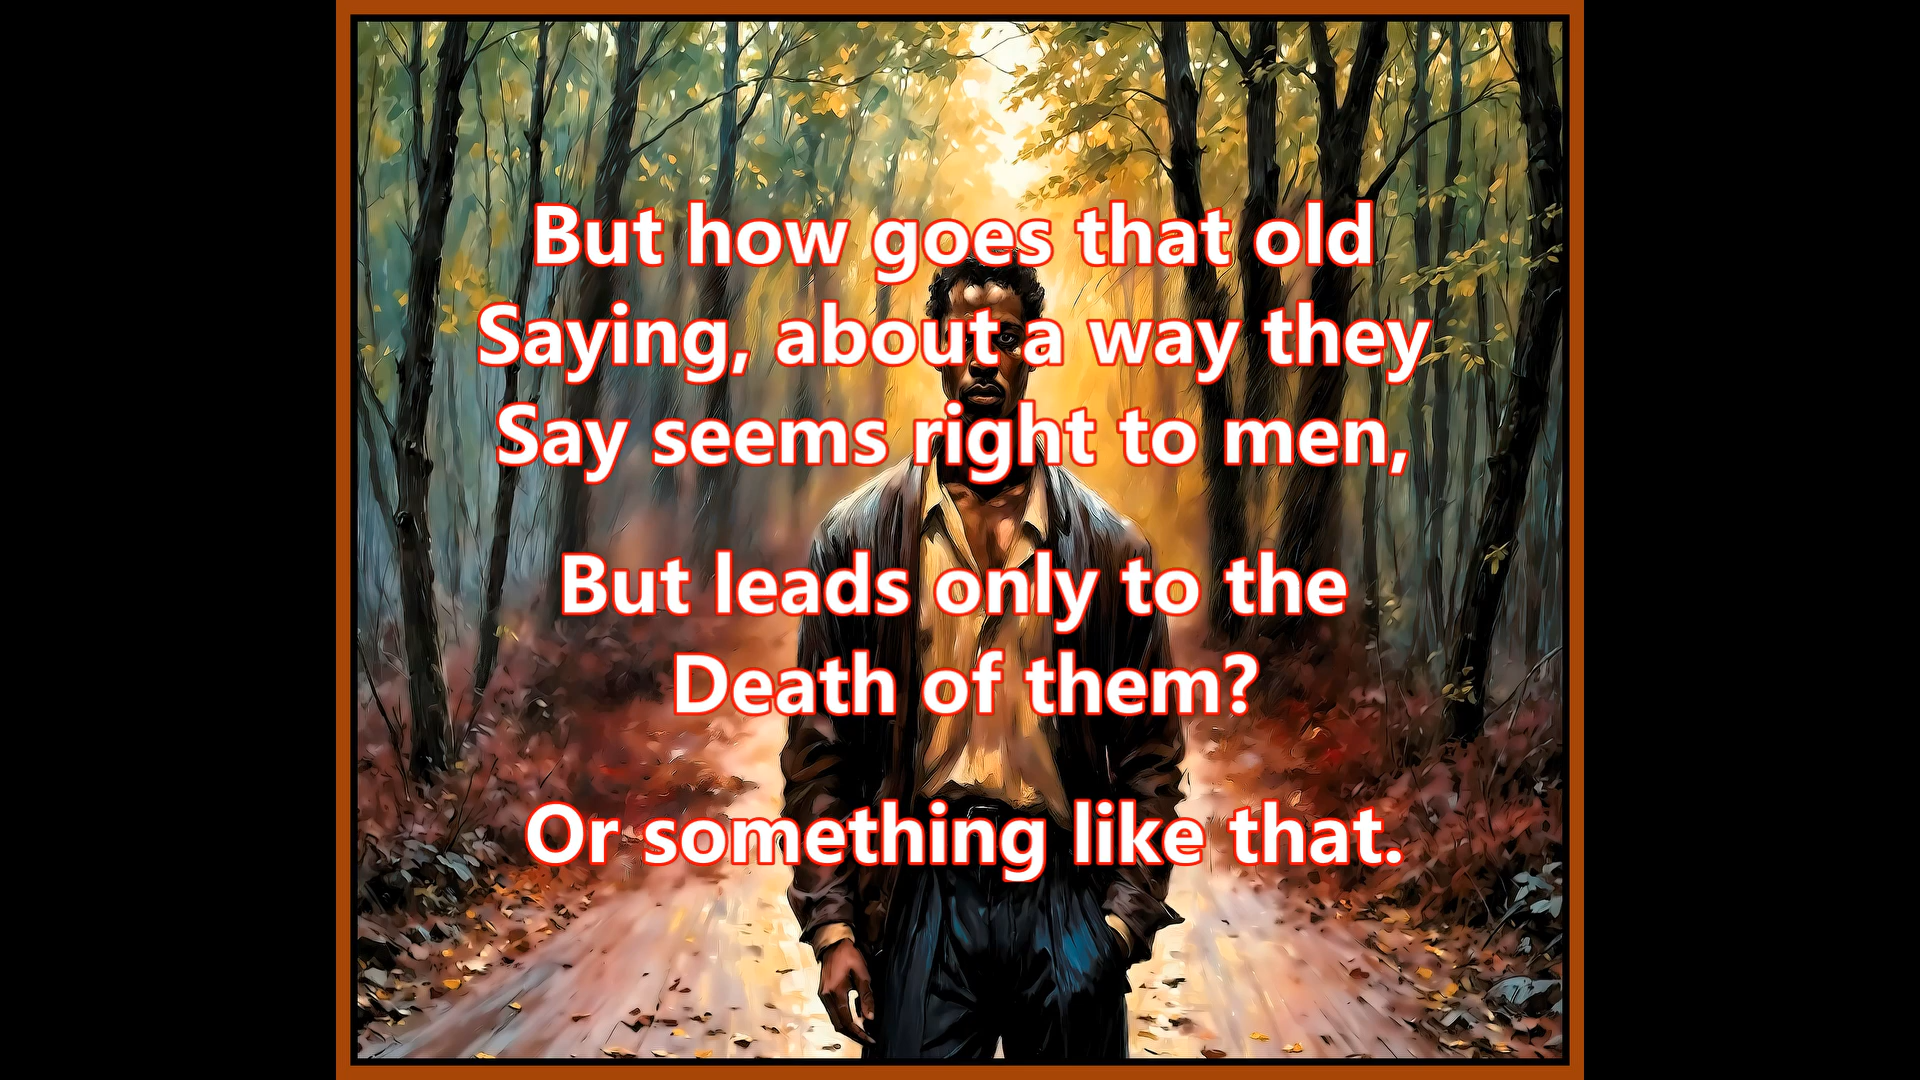 But how goes that old
Saying, about a way they
Say seems right to men,
But leads only to the
Death of them?
Or something like that.